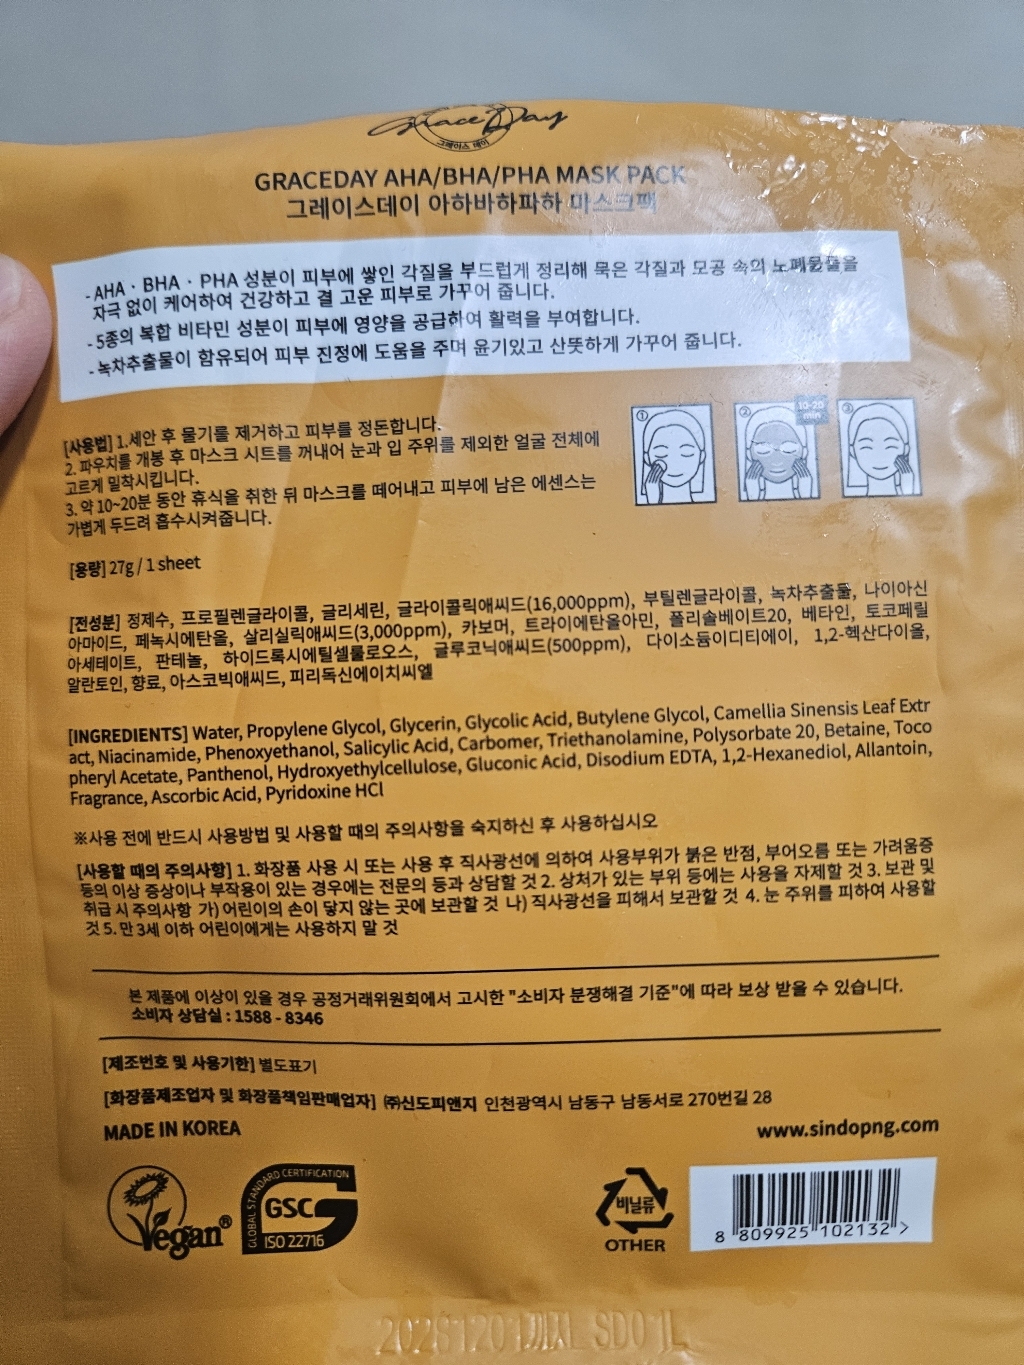 Grace Day
그레이스 데이
GRACEDAY AHA/BHA/PHA MASK PACK
그레이스데이 아하바하파하 마스크팩
- AHA · BHA · PHA 성분이 피부에 쌓인 각질을 부드럽게 정리해 묵은 각질과 모공 속의 노폐물들을
자극 없이 케어하여 건강하고 결 고운 피부로 가꾸어 줍니다.
- 5종의 복합 비타민 성분이 피부에 영양을 공급하여 활력을 부여합니다.
- 녹차추출물이 함유되어 피부 진정에 도움을 주며 윤기있고 산뜻하게 가꾸어 줍니다.
[사용법] 1.세안 후 물기를 제거하고 피부를 정돈합니다.
2. 파우치를 개봉 후 마스크 시트를 꺼내어 눈과 입 주위를 제외한 얼굴 전체에
고르게 밀착시킵니다.
3. 약 10~20분 동안 휴식을 취한 뒤 마스크를 떼어내고 피부에 남은 에센스는
가볍게 두드려 흡수시켜줍니다.
① ② 10-20 ③
min
[용량] 27g / 1 sheet
[전성분] 정제수, 프로필렌글라이콜, 글리세린, 글라이콜릭애씨드(16,000ppm), 부틸렌글라이콜, 녹차추출물, 나이아신
아마이드, 페녹시에탄올, 살리실릭애씨드(3,000ppm), 카보머, 트라이에탄올아민, 폴리솔베이트20, 베타인, 토코페릴
아세테이트, 판테놀, 하이드록시에틸셀룰로오스, 글루코닉애씨드(500ppm), 다이소듐이디티에이, 1,2-헥산다이올,
알란토인, 향료, 아스코빅애씨드, 피리독신에이치씨엘
[INGREDIENTS] Water, Propylene Glycol, Glycerin, Glycolic Acid, Butylene Glycol, Camellia Sinensis Leaf Extr
act, Niacinamide, Phenoxyethanol, Salicylic Acid, Carbomer, Triethanolamine, Polysorbate 20, Betaine, Toco
pheryl Acetate, Panthenol, Hydroxyethylcellulose, Gluconic Acid, Disodium EDTA, 1,2-Hexanediol, Allantoin,
Fragrance, Ascorbic Acid, Pyridoxine HCl
※사용 전에 반드시 사용방법 및 사용할 때의 주의사항을 숙지하신 후 사용하십시오
[사용할 때의 주의사항] 1. 화장품 사용 시 또는 사용 후 직사광선에 의하여 사용부위가 붉은 반점, 부어오름 또는 가려움증
등의 이상 증상이나 부작용이 있는 경우에는 전문의 등과 상담할 것 2. 상처가 있는 부위 등에는 사용을 자제할 것 3. 보관 및
취급 시 주의사항 가) 어린이의 손이 닿지 않는 곳에 보관할 것 나) 직사광선을 피해서 보관할 것 4. 눈 주위를 피하여 사용할
것 5. 만 3세 이하 어린이에게는 사용하지 말 것
본 제품에 이상이 있을 경우 공정거래위원회에서 고시한 "소비자 분쟁해결 기준"에 따라 보상 받을 수 있습니다.
소비자 상담실 : 1588 - 8346
[제조번호 및 사용기한] 별도표기
[화장품제조업자 및 화장품책임판매업자] ㈜신도피앤지 인천광역시 남동구 남동서로 270번길 28
MADE IN KOREA
www.sindopng.com
Vegan®
GLOBAL STANDARD CERTIFICATION
GSC
ISO 22716
비닐류
OTHER
8 809925 102132 >
SD01L